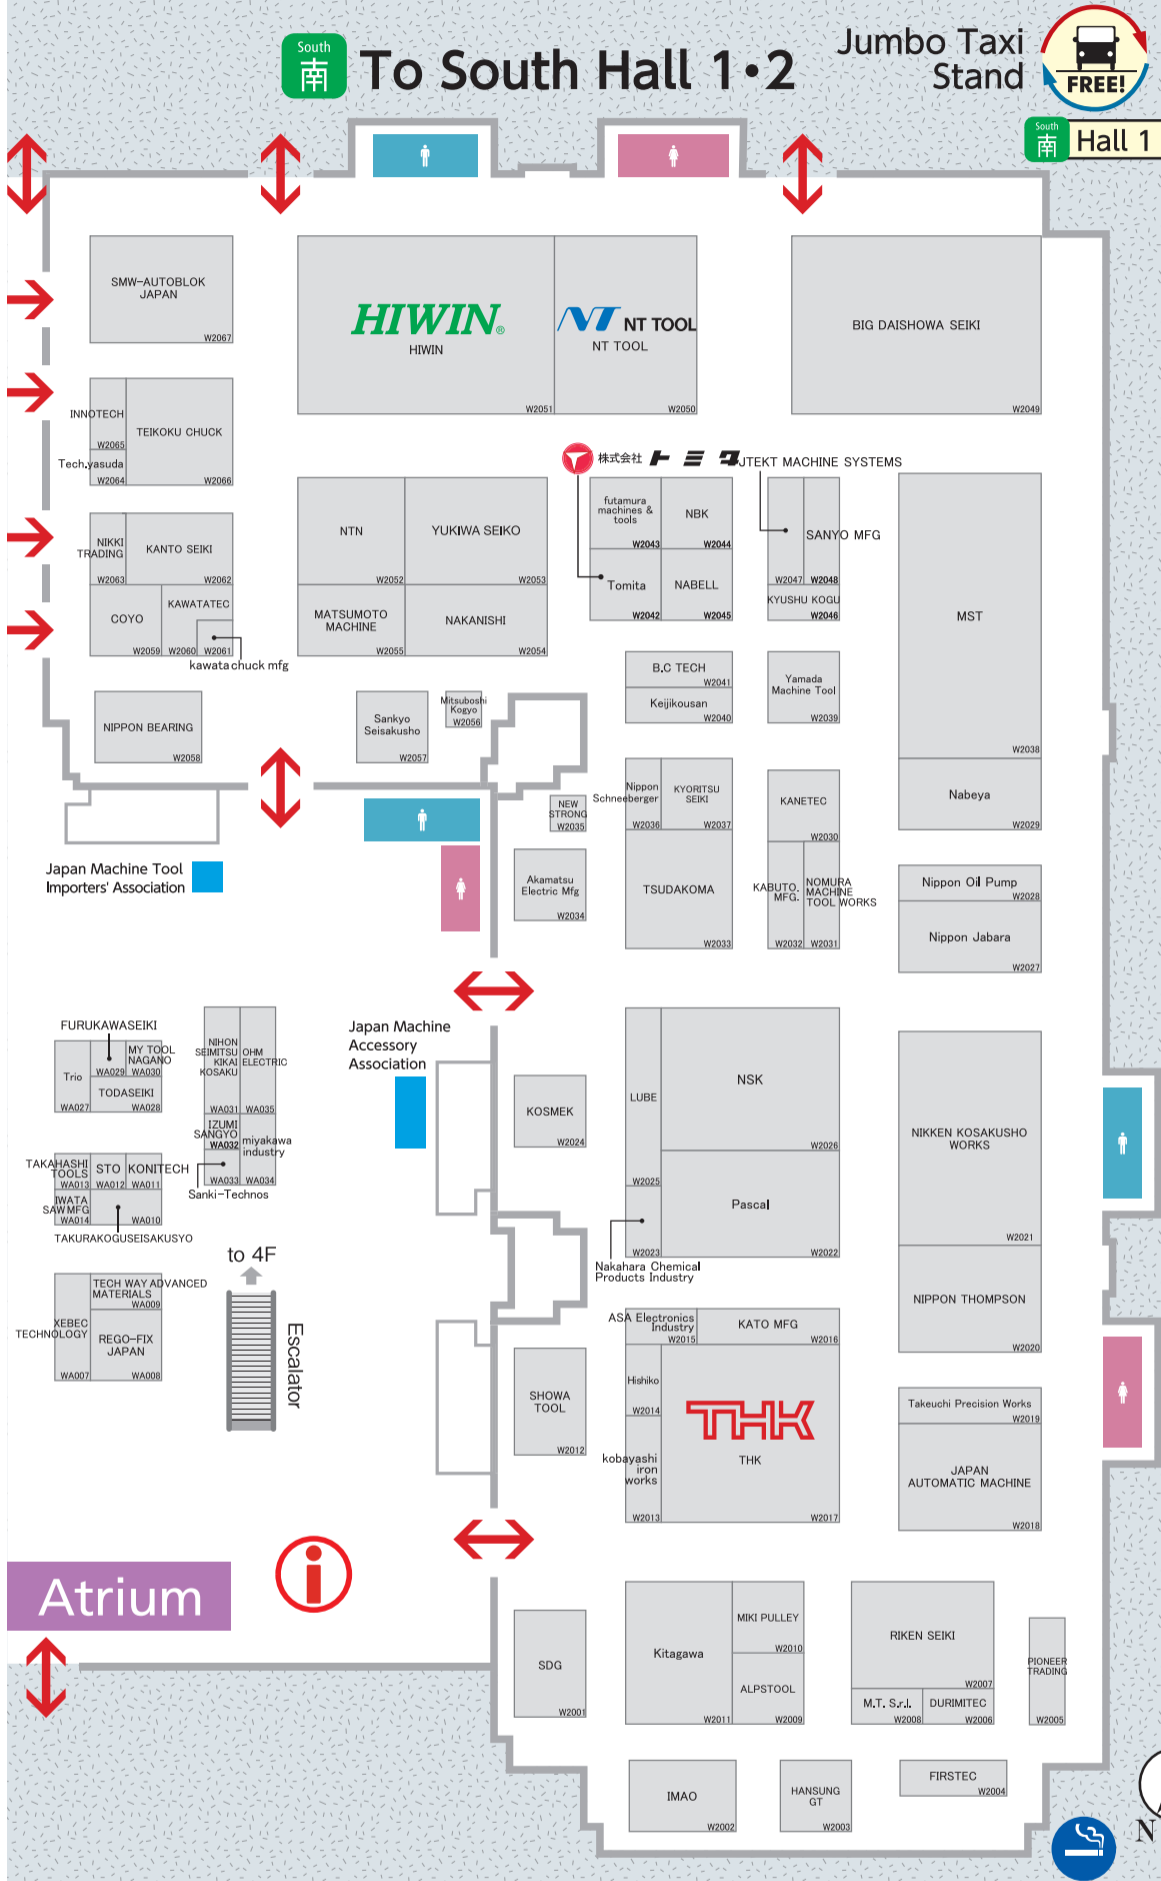 South
南
To South Hall 1・2
Jumbo Taxi
Stand
FREE!
South
南
Hall 1
SMW-AUTOBLOK
JAPAN
W2067
HIWIN®
HIWIN
W2051
NT NT TOOL
NT TOOL
W2050
BIG DAISHOWA SEIKI
W2049
INNOTECH
W2065
TEIKOKU CHUCK
Tech.yasuda
W2064
W2066
株式会社 トミタ
JTEKT MACHINE SYSTEMS
NTN
W2052
YUKIWA SEIKO
W2053
futamura
machines &
tools
W2043
NBK
W2044
W2047
SANYO MFG
W2048
NIKKI
TRADING
W2063
KANTO SEIKI
W2062
Tomita
W2042
NABELL
W2045
KYUSHU KOGU
W2046
MST
W2038
COYO
W2059
KAWATATEC
W2060
W2061
kawata chuck mfg
MATSUMOTO
MACHINE
W2055
NAKANISHI
W2054
B.C TECH
W2041
Keijikousan
W2040
Yamada
Machine Tool
W2039
NIPPON BEARING
W2058
Sankyo
Seisakusho
W2057
Mitsuboshi
Kogyo
W2056
Nippon
Schneeberger
W2036
KYORITSU
SEIKI
W2037
KANETEC
W2030
Nabeya
W2029
NEW
STRONG
W2035
Japan Machine Tool
Importers' Association
Akamatsu
Electric Mfg
W2034
TSUDAKOMA
W2033
KABUTO.
MFG.
W2032
NOMURA
MACHINE
TOOL WORKS
W2031
Nippon Oil Pump
W2028
Nippon Jabara
W2027
FURUKAWASEIKI
Trio
WA027
WA029
MY TOOL
NAGANO
WA030
TODASEIKI
WA028
NIHON
SEIMITSU
KIKAI
KOSAKU
WA031
OHM
ELECTRIC
WA035
Japan Machine
Accessory
Association
IZUMI
SANGYO
WA032
miyakawa
industry
WA033
WA034
Sanki-Technos
KOSMEK
W2024
LUBE
W2025
NSK
W2026
NIKKEN KOSAKUSHO
WORKS
W2021
TAKAHASHI
TOOLS
WA013
STO
WA012
KONITECH
WA011
IWATA
SAW MFG
WA014
WA010
TAKURAKOGUSEISAKUSYO
W2023
Pascal
W2022
Nakahara Chemical
Products Industry
to 4F
Escalator
TECH WAY ADVANCED
MATERIALS
WA009
XEBEC
TECHNOLOGY
WA007
REGO-FIX
JAPAN
WA008
NIPPON THOMPSON
W2020
ASA Electronics
Industry
W2015
KATO MFG
W2016
SHOWA
TOOL
W2012
Hishiko
W2014
THK
THK
W2017
kobayashi
iron
works
W2013
Takeuchi Precision Works
W2019
JAPAN
AUTOMATIC MACHINE
W2018
Atrium
i
SDG
W2001
Kitagawa
W2011
MIKI PULLEY
W2010
ALPSTOOL
W2009
RIKEN SEIKI
W2007
M.T. S.r.l.
W2008
DURIMITEC
W2006
PIONEER
TRADING
W2005
IMAO
W2002
HANSUNG
GT
W2003
FIRSTEC
W2004
N